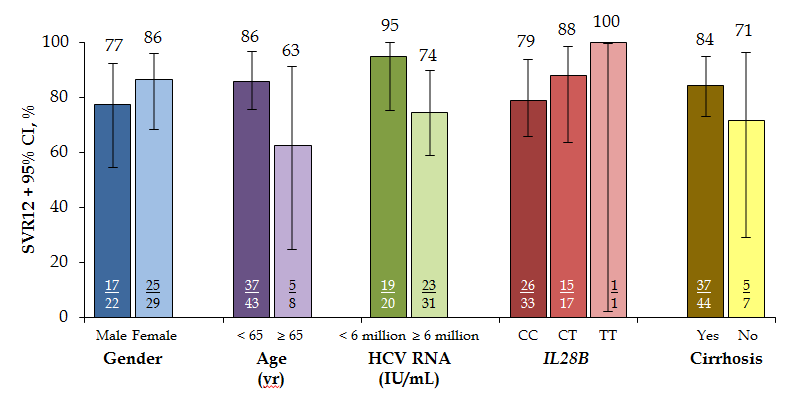 SVR12 + 95% CI, %
100
80
60
40
20
0
77 86 86 63 95 74 79 88 100 84 71
17 25 37 5 19 23 26 15 1 37 5
22 29 43 8 20 31 33 17 1 44 7
Male Female < 65 ≥ 65 < 6 million ≥ 6 million CC CT TT Yes No
Gender Age HCV RNA IL28B Cirrhosis
(yr) (IU/mL)